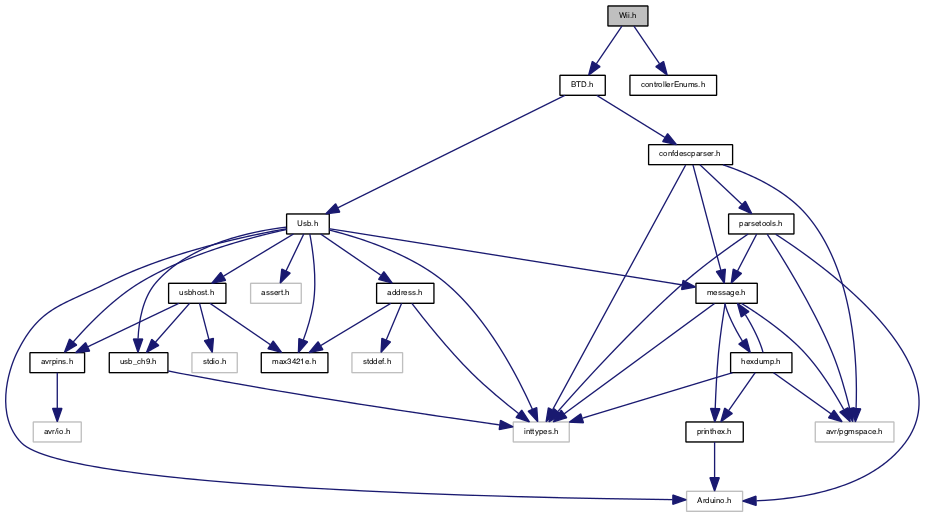 Wii.h
BTD.h
controllerEnums.h
confdescparser.h
Usb.h
parsetools.h
usbhost.h
assert.h
address.h
message.h
avrpins.h
usb_ch9.h
stdio.h
max3421e.h
stddef.h
hexdump.h
avr/io.h
inttypes.h
printhex.h
avr/pgmspace.h
Arduino.h